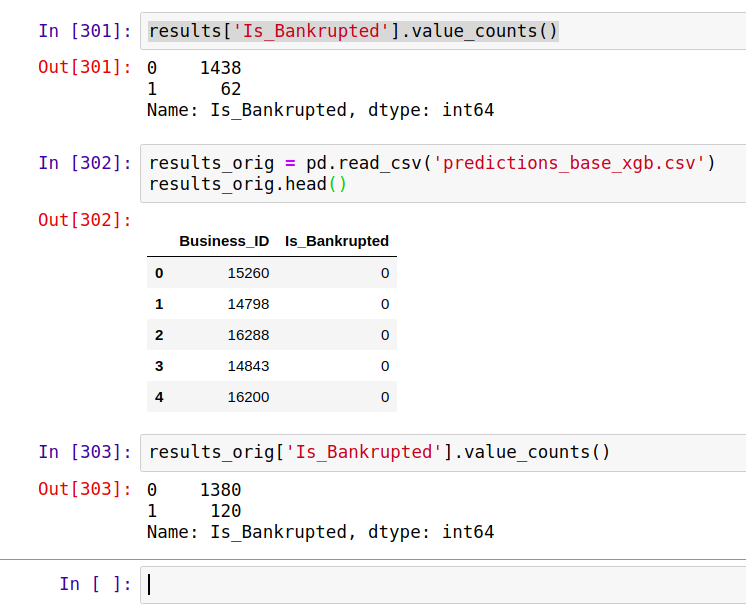 In [301]: results['Is_Bankrupted'].value_counts()
Out[301]: 0    1438
1      62
Name: Is_Bankrupted, dtype: int64
In [302]: results_orig = pd.read_csv('predictions_base_xgb.csv')
results_orig.head()
Out[302]:
Business_ID Is_Bankrupted
0 15260 0
1 14798 0
2 16288 0
3 14843 0
4 16200 0
In [303]: results_orig['Is_Bankrupted'].value_counts()
Out[303]: 0    1380
1     120
Name: Is_Bankrupted, dtype: int64
In [ ]: